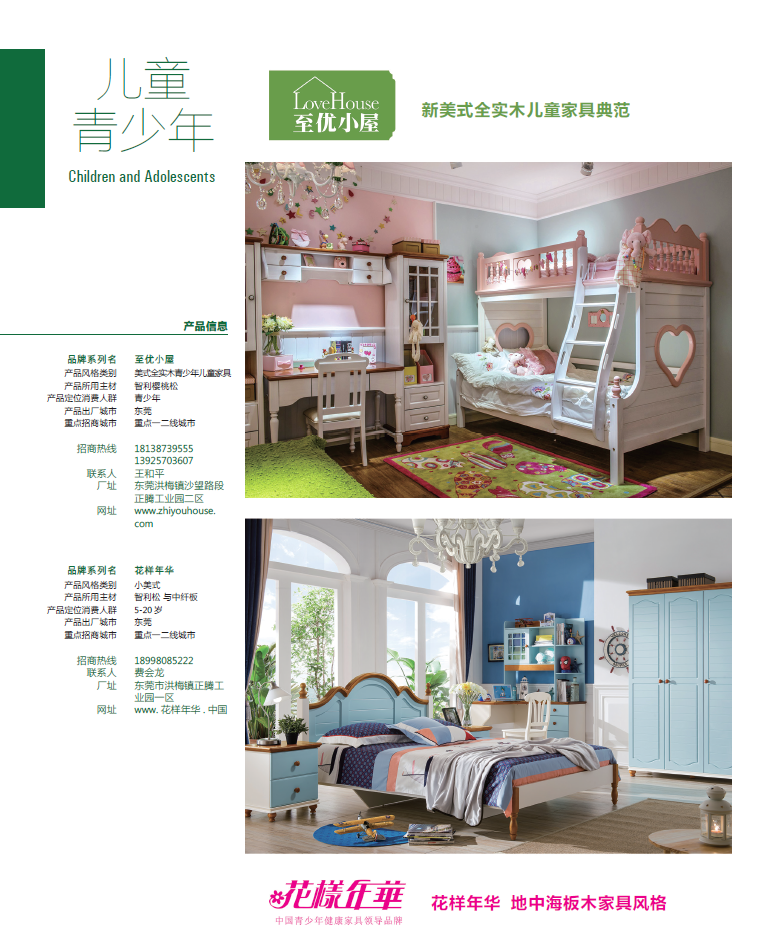 儿童
青少年
Children and Adolescents
LoveHouse
至优小屋
新美式全实木儿童家具典范
产品信息
品牌系列名 至优小屋
产品风格类别 美式全实木青少年儿童家具
产品所用主材 智利樱桃松
产品定位消费人群 青少年
产品出厂城市 东莞
重点招商城市 重点一二线城市
招商热线 18138739555
13925703607
联系人 王和平
厂址 东莞洪梅镇沙望路段
正腾工业园二区
网址 www.zhiyouhouse.
com
品牌系列名 花样年华
产品风格类别 小美式
产品所用主材 智利松 与中纤板
产品定位消费人群 5-20 岁
产品出厂城市 东莞
重点招商城市 重点一二线城市
招商热线 18998085222
联系人 费会龙
厂址 东莞市洪梅镇正腾工
业园一区
网址 www. 花样年华 . 中国
花樣年華
中国青少年健康家具领导品牌
花样年华 地中海板木家具风格